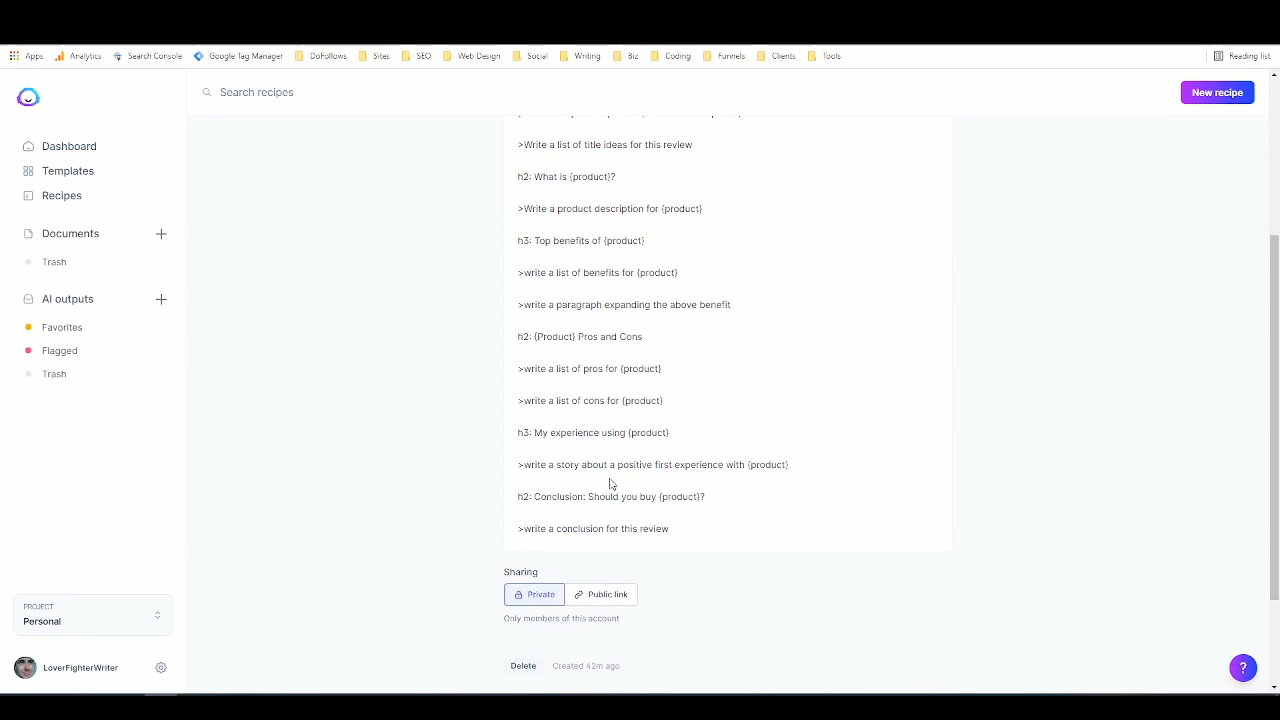 Apps Analytics Search Console Google Tag Manager DoFollows Sites SEO Web Design Social Writing Biz Coding Funnels Clients Tools Reading list
Search recipes
New recipe
Dashboard
Templates
Recipes
Documents
Trash
AI outputs
Favorites
Flagged
Trash
PROJECT
Personal
LoverFighterWriter
>Write a list of title ideas for this review
h2: What is {product}?
>Write a product description for {product}
h3: Top benefits of {product}
>write a list of benefits for {product}
>write a paragraph expanding the above benefit
h2: {Product} Pros and Cons
>write a list of pros for {product}
>write a list of cons for {product}
h3: My experience using {product}
>write a story about a positive first experience with {product}
h2: Conclusion: Should you buy {product}?
>write a conclusion for this review
Sharing
Private Public link
Only members of this account
Delete Created 42m ago
?